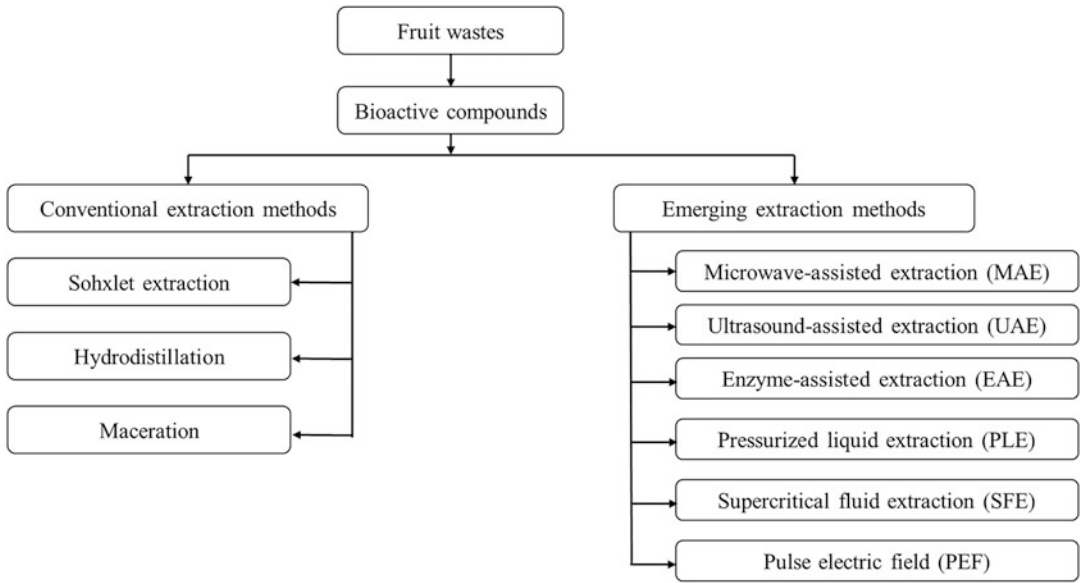 Fruit wastes
Bioactive compounds
Conventional extraction methods
Sohxlet extraction
Hydrodistillation
Maceration
Emerging extraction methods
Microwave-assisted extraction (MAE)
Ultrasound-assisted extraction (UAE)
Enzyme-assisted extraction (EAE)
Pressurized liquid extraction (PLE)
Supercritical fluid extraction (SFE)
Pulse electric field (PEF)